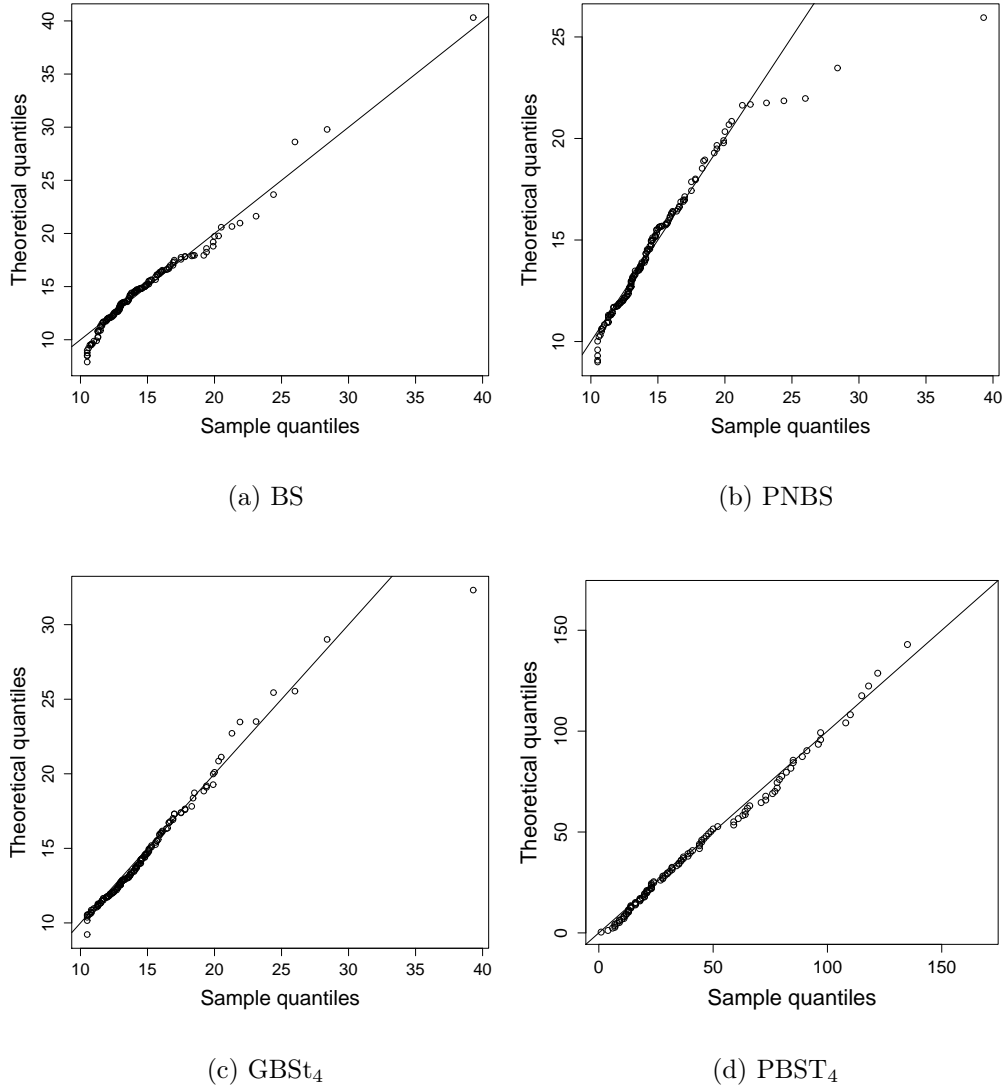 40
35
30
25
20
15
10
Theoretical quantiles
10 15 20 25 30 35 40
Sample quantiles
(a) BS
25
20
15
10
Theoretical quantiles
10 15 20 25 30 35 40
Sample quantiles
(b) PNBS
30
25
20
15
10
Theoretical quantiles
10 15 20 25 30 35 40
Sample quantiles
(c) GBSt₄
150
100
50
0
Theoretical quantiles
0 50 100 150
Sample quantiles
(d) PBST₄